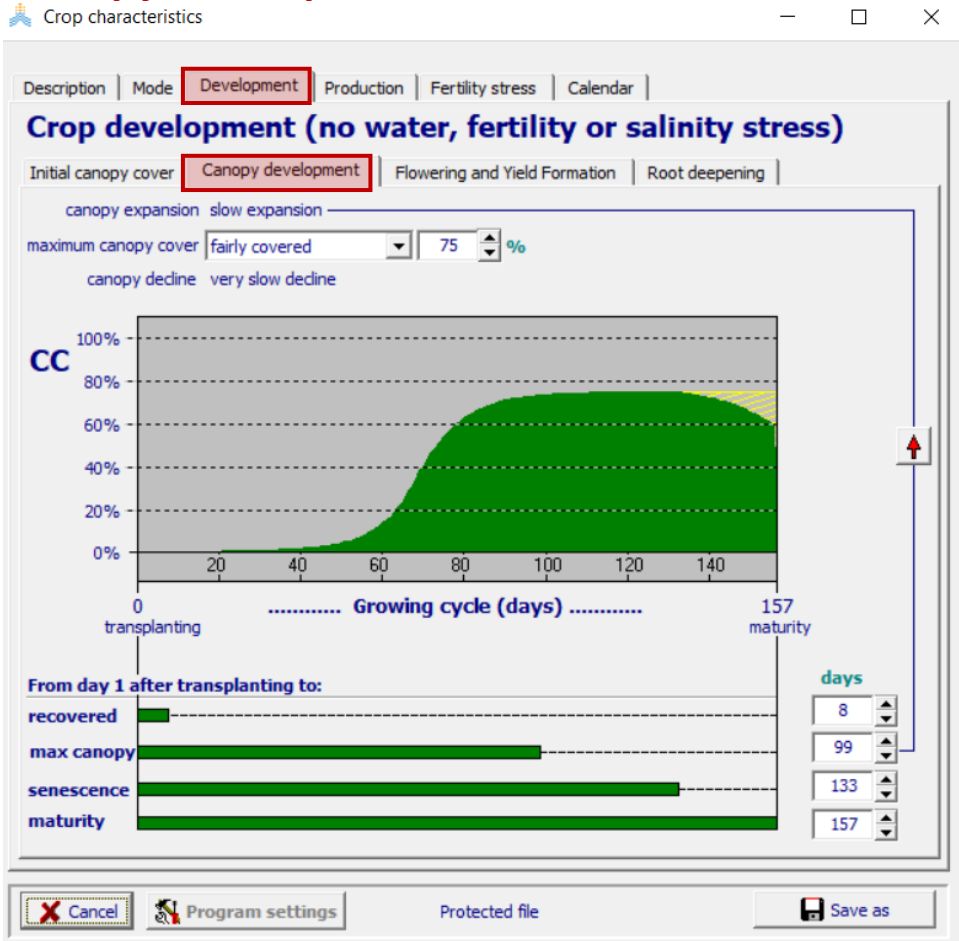 Crop characteristics
Description Mode Development Production Fertility stress Calendar
Crop development (no water, fertility or salinity stress)
Initial canopy cover Canopy development Flowering and Yield Formation Root deepening
canopy expansion slow expansion
maximum canopy cover fairly covered 75 %
canopy decline very slow decline
CC
100%
80%
60%
40%
20%
0%
20 40 60 80 100 120 140
0 ............ Growing cycle (days) ............ 157
transplanting maturity
From day 1 after transplanting to: days
recovered 8
max canopy 99
senescence 133
maturity 157
Cancel Program settings Protected file Save as